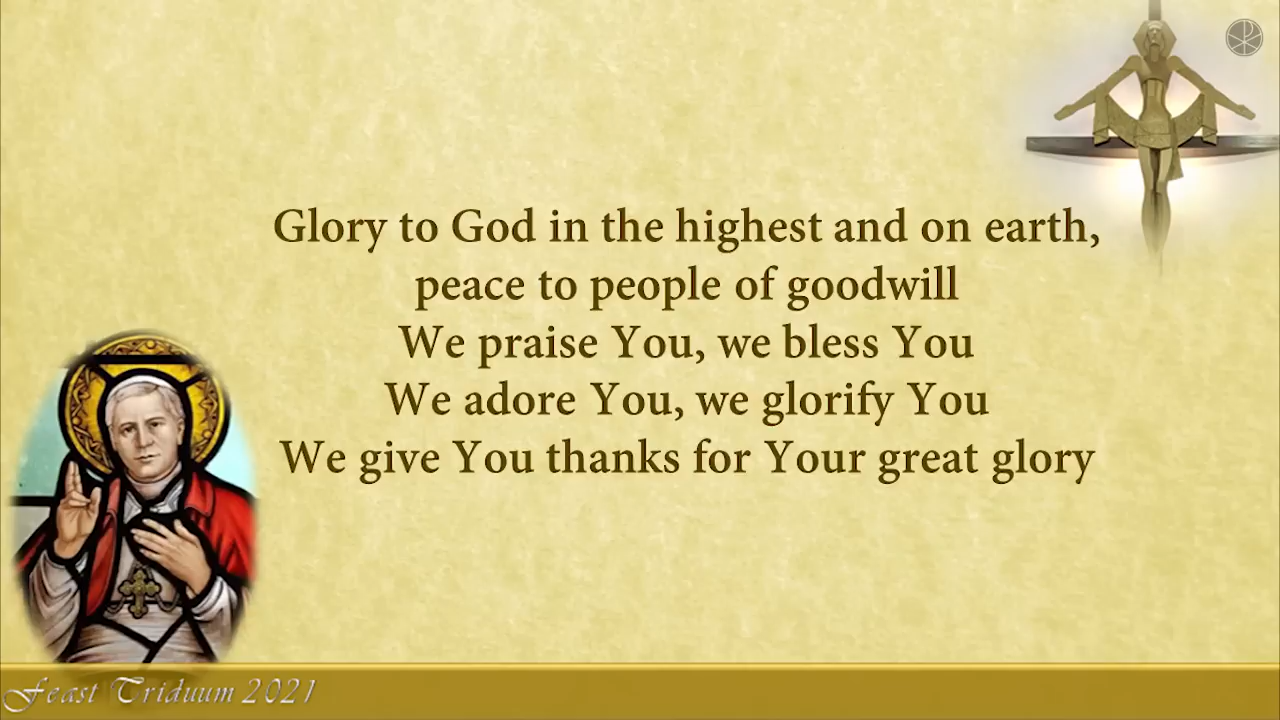 Glory to God in the highest and on earth,
peace to people of goodwill
We praise You, we bless You
We adore You, we glorify You
We give You thanks for Your great glory
Feast Triduum 2021